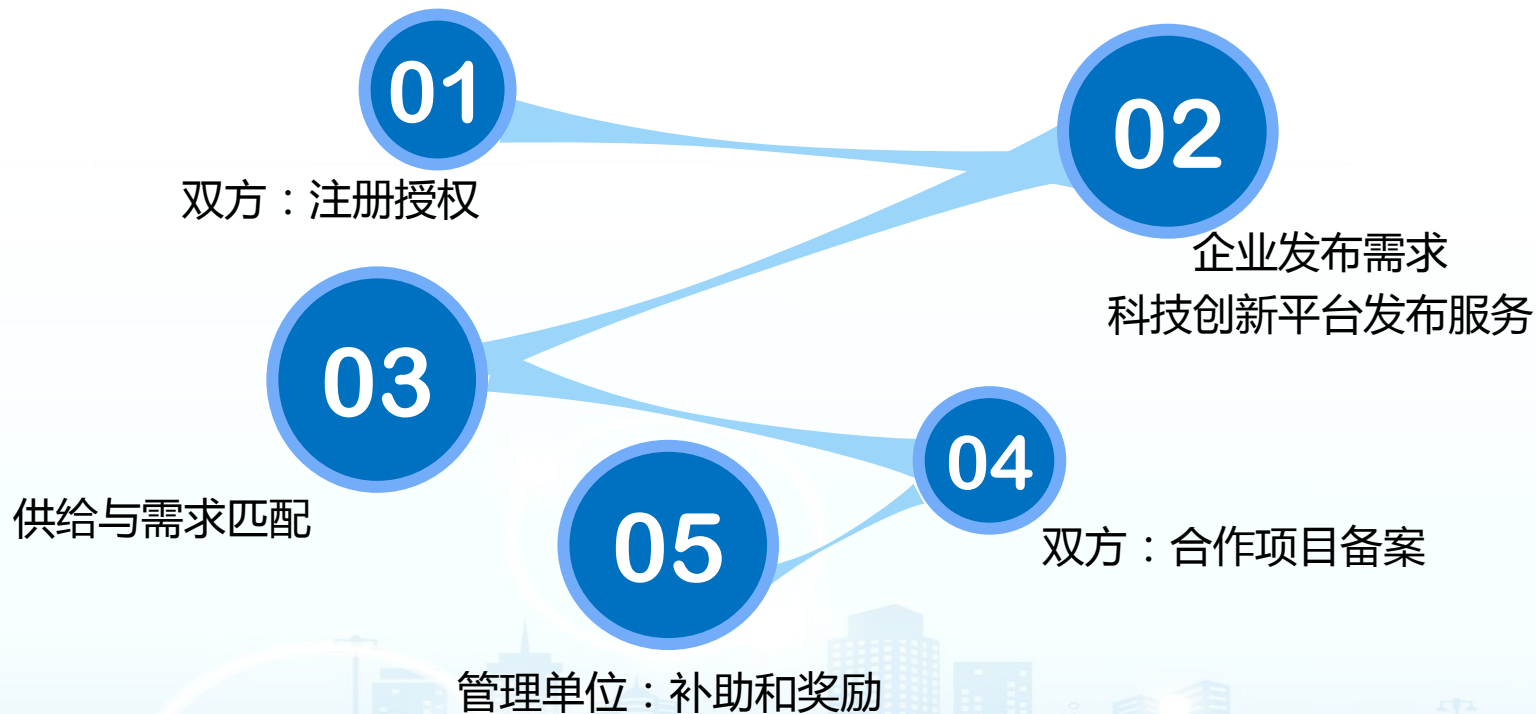 01
双方：注册授权
02
企业发布需求
科技创新平台发布服务
03
供给与需求匹配
04
双方：合作项目备案
05
管理单位：补助和奖励